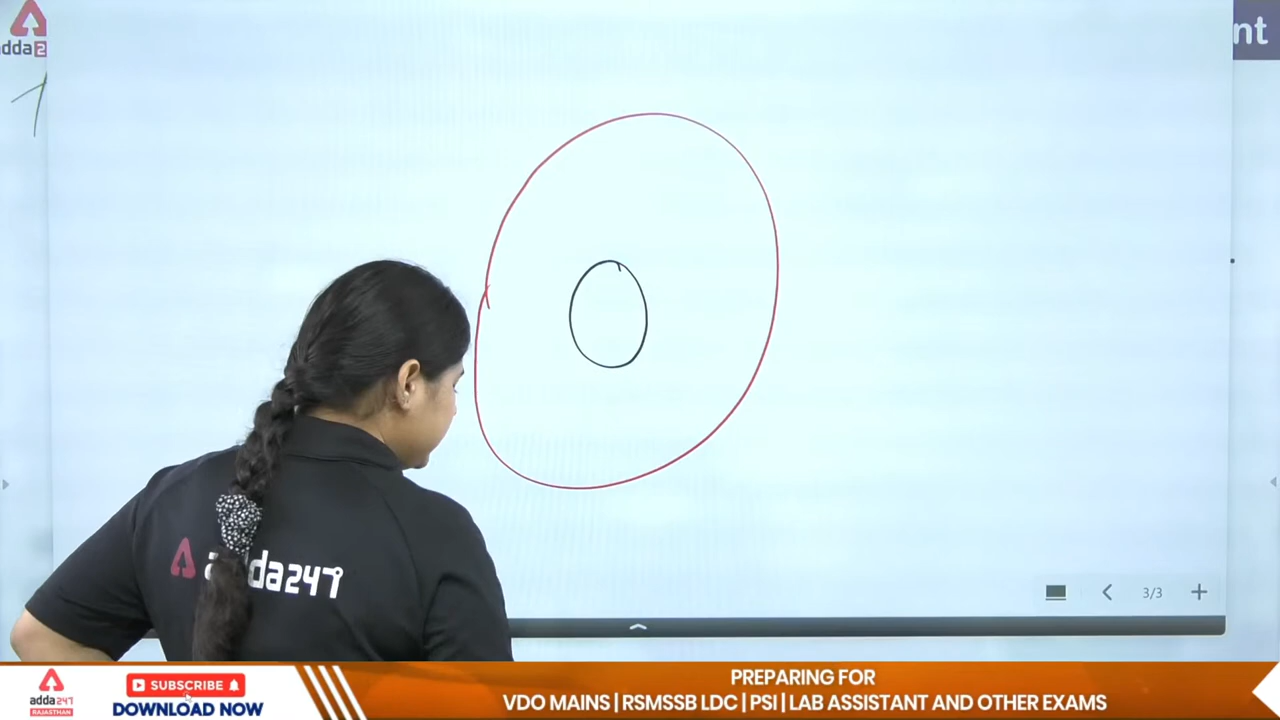 adda2
nt
adda247
3/3
adda247
RAJASTHAN
SUBSCRIBE
DOWNLOAD NOW
PREPARING FOR
VDO MAINS | RSMSSB LDC | PSI | LAB ASSISTANT AND OTHER EXAMS